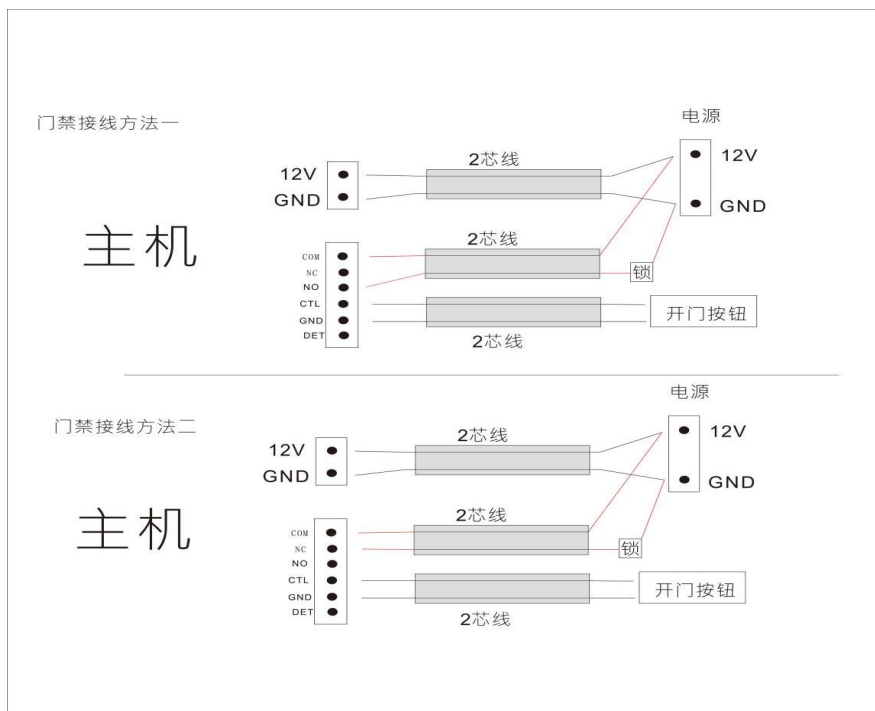 门禁接线方法一
电源
2芯线
12V
12V
GND
GND
主机
2芯线
COM
NC
锁
NO
CTL
开门按钮
GND
DET
2芯线
电源
门禁接线方法二
2芯线
12V
12V
GND
GND
主机
2芯线
COM
NC
锁
NO
CTL
开门按钮
GND
DET
2芯线